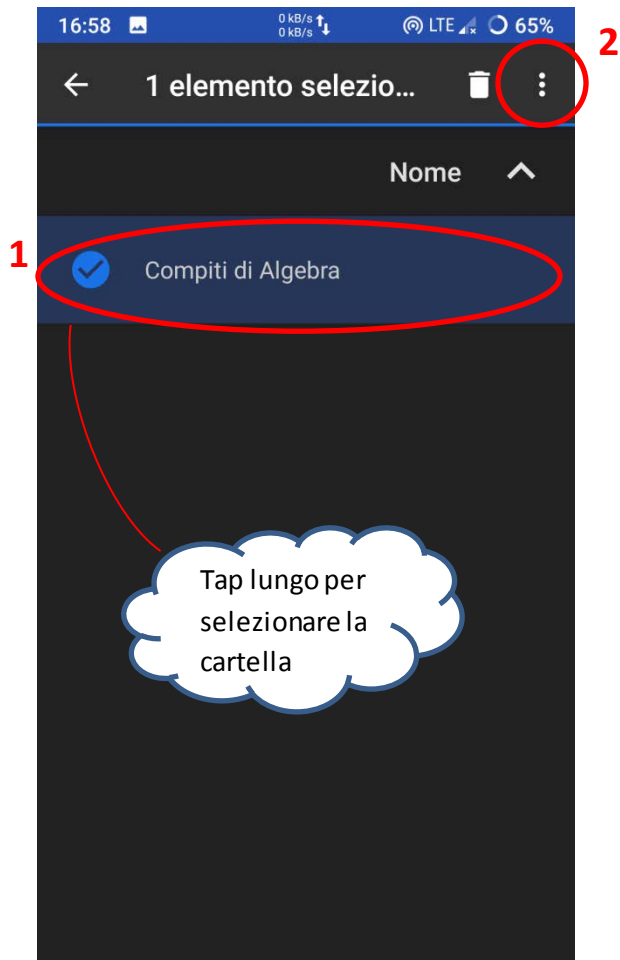 16:58 0 kB/s 0 kB/s LTE 65%
2
1 elemento selezio...
Nome
1
Compiti di Algebra
Tap lungo per
selezionare la
cartella